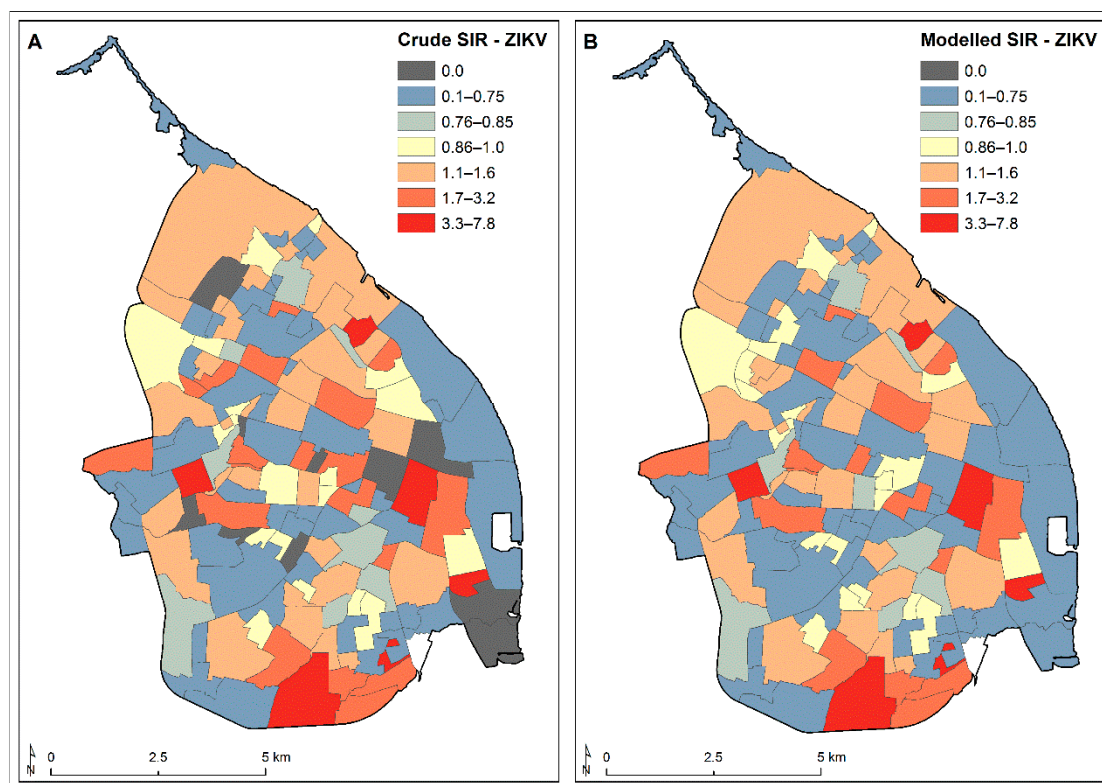 A
Crude SIR - ZIKV
0.0
0.1–0.75
0.76–0.85
0.86–1.0
1.1–1.6
1.7–3.2
3.3–7.8
N
0 2.5 5 km
B
Modelled SIR - ZIKV
0.0
0.1–0.75
0.76–0.85
0.86–1.0
1.1–1.6
1.7–3.2
3.3–7.8
N
0 2.5 5 km